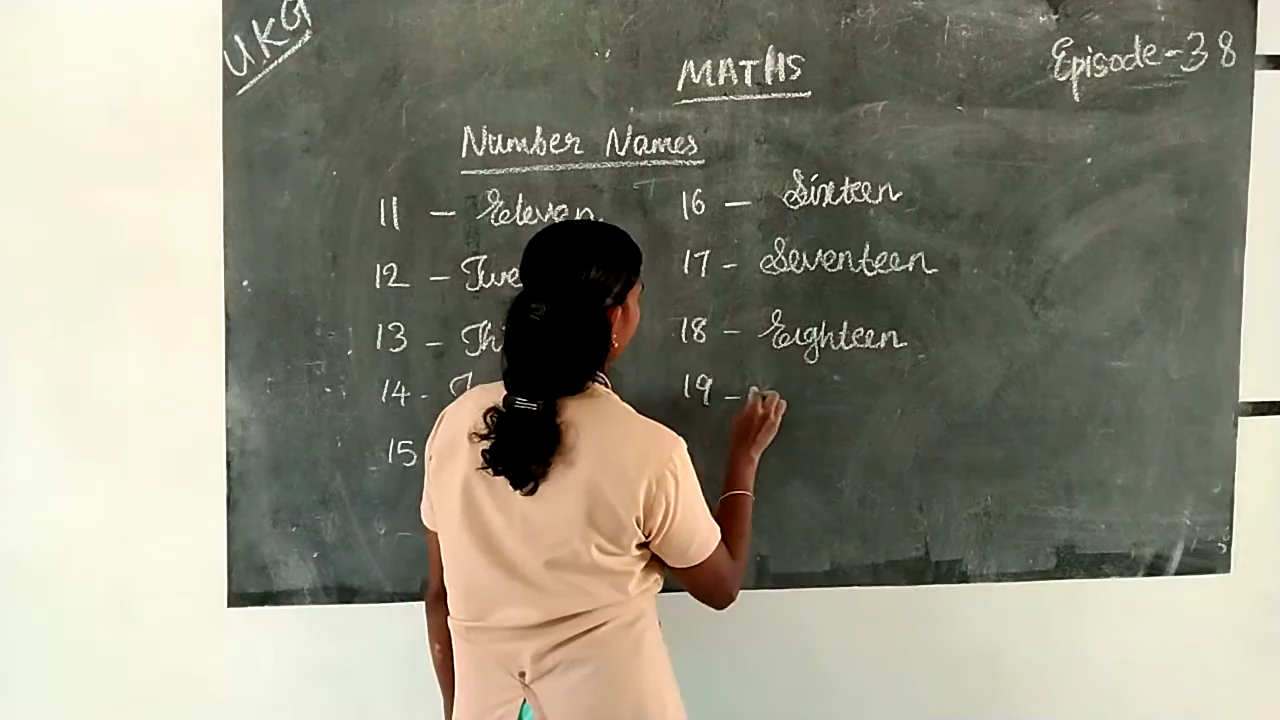 UKG
MATHS
Episode-38
Number Names
11 - Eleven
12 -
13 -
14 -
15
16 - Sixteen
17 - Seventeen
18 - Eighteen
19 -